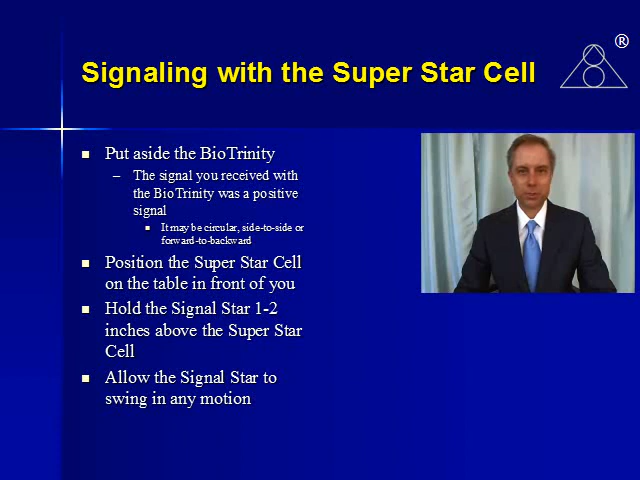 ®
Signaling with the Super Star Cell
Put aside the BioTrinity
– The signal you received with
the BioTrinity was a positive
signal
It may be circular, side-to-side or
forward-to-backward
Position the Super Star Cell
on the table in front of you
Hold the Signal Star 1-2
inches above the Super Star
Cell
Allow the Signal Star to
swing in any motion